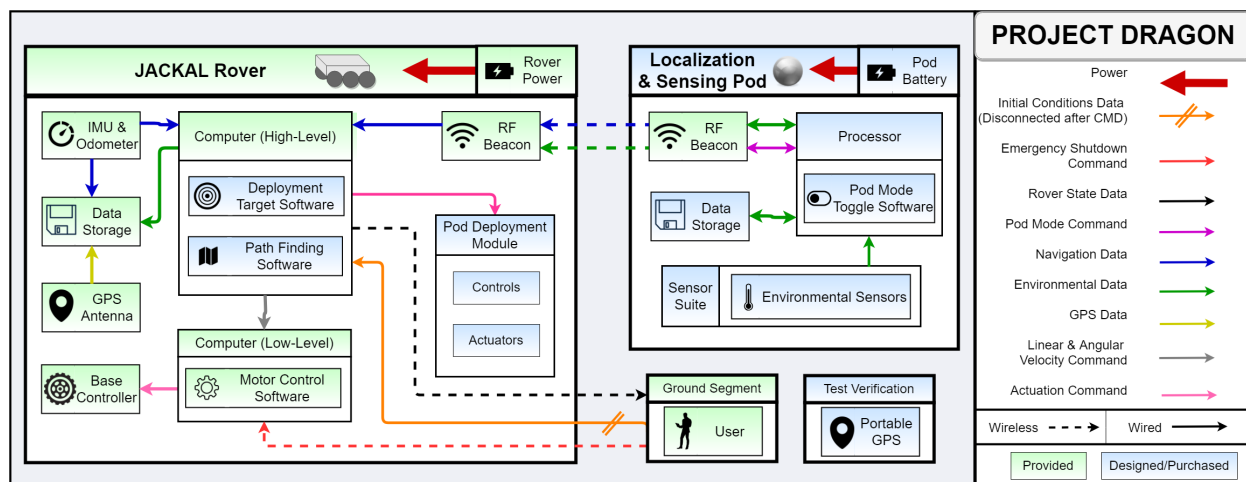 JACKAL Rover
Rover
Power
IMU &
Odometer
Computer (High-Level)
RF
Beacon
Deployment
Target Software
Data
Storage
Path Finding
Software
Pod Deployment
Module
Controls
Actuators
GPS
Antenna
Computer (Low-Level)
Motor Control
Software
Base
Controller
Localization
& Sensing Pod
Pod
Battery
RF
Beacon
Processor
Pod Mode
Toggle Software
Data
Storage
Sensor
Suite
Environmental Sensors
Ground Segment
User
Test Verification
Portable
GPS
PROJECT DRAGON
Power
Initial Conditions Data
(Disconnected after CMD)
Emergency Shutdown
Command
Rover State Data
Pod Mode Command
Navigation Data
Environmental Data
GPS Data
Linear & Angular
Velocity Command
Actuation Command
Wireless
Wired
Provided
Designed/Purchased